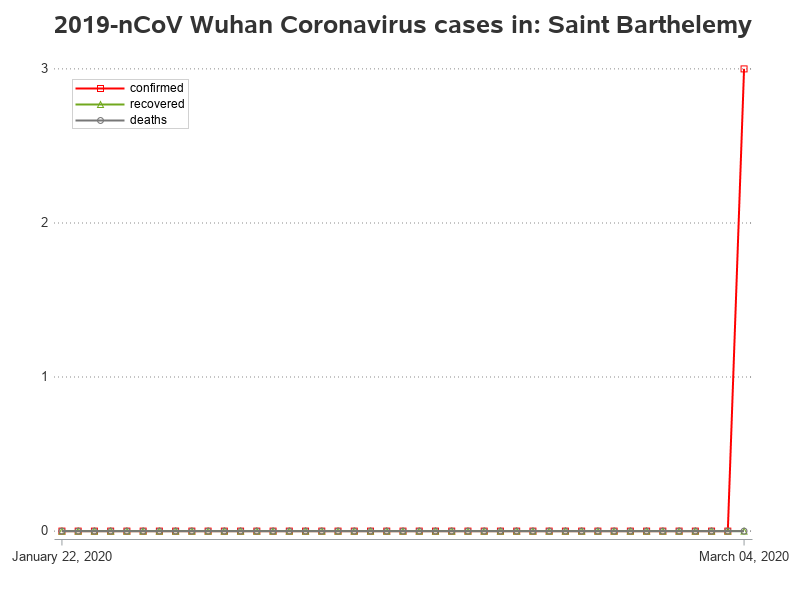 2019-nCoV Wuhan Coronavirus cases in: Saint Barthelemy
3
confirmed
recovered
deaths
2
1
0
January 22, 2020
March 04, 2020